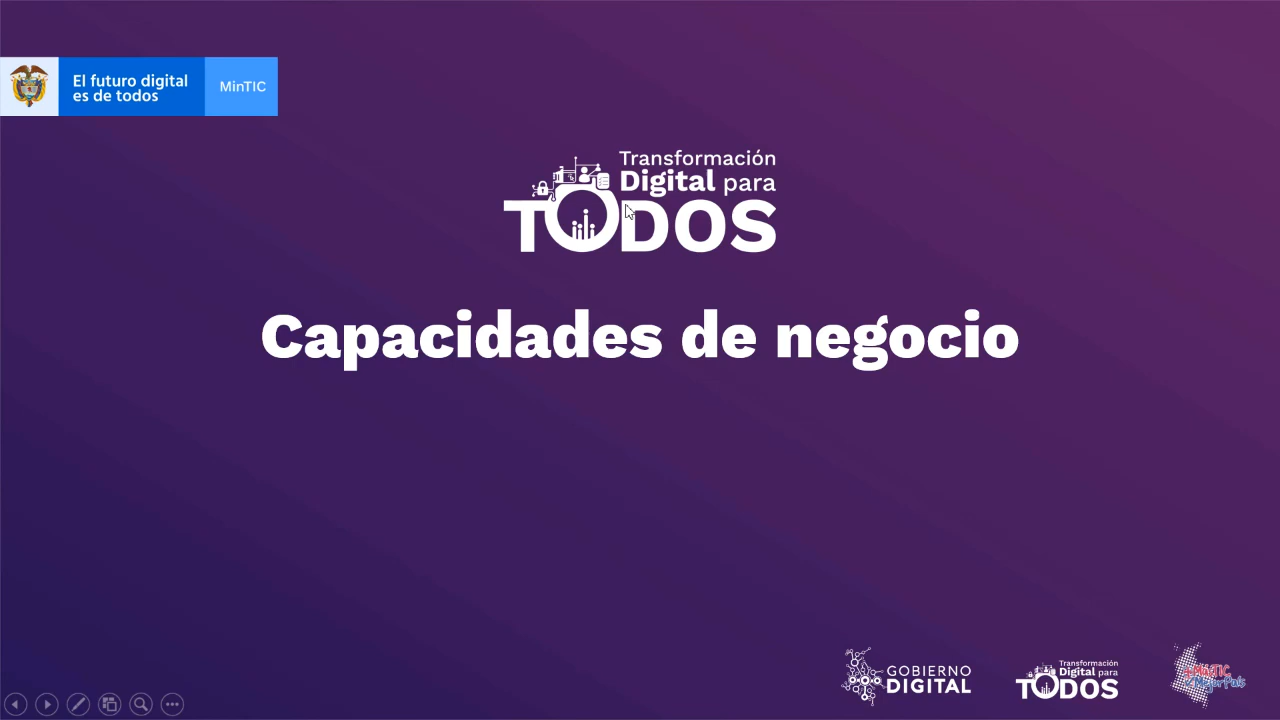 El futuro digital
es de todos
MinTIC
Transformación
Digital para
TODOS
Capacidades de negocio
GOBIERNO
DIGITAL
Transformación
Digital para
TODOS